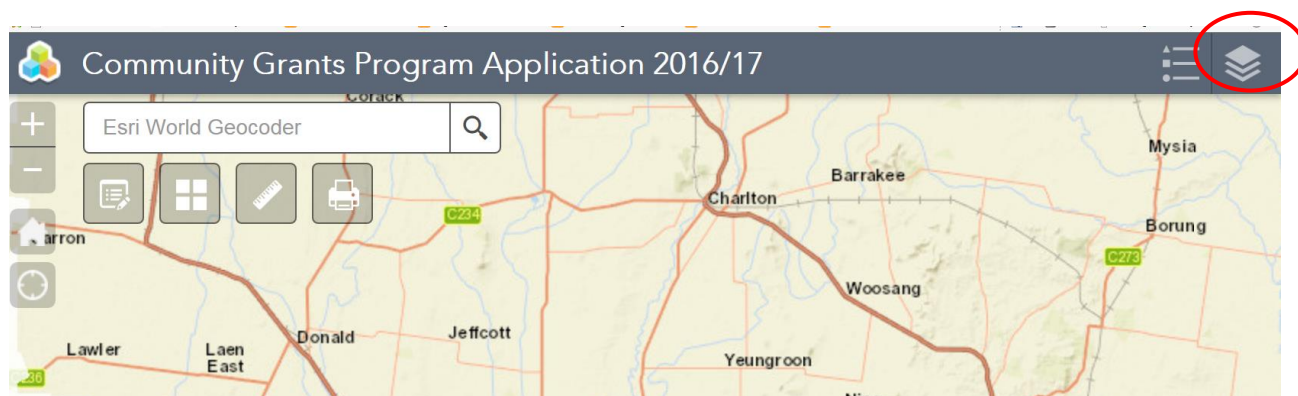 Community Grants Program Application 2016/17
Corack
Esri World Geocoder
Mysia
Barrakee
Charlton
C234
Borung
C273
Woosang
Donald
Jeffcott
Lawler
Laen
East
Yeungroon